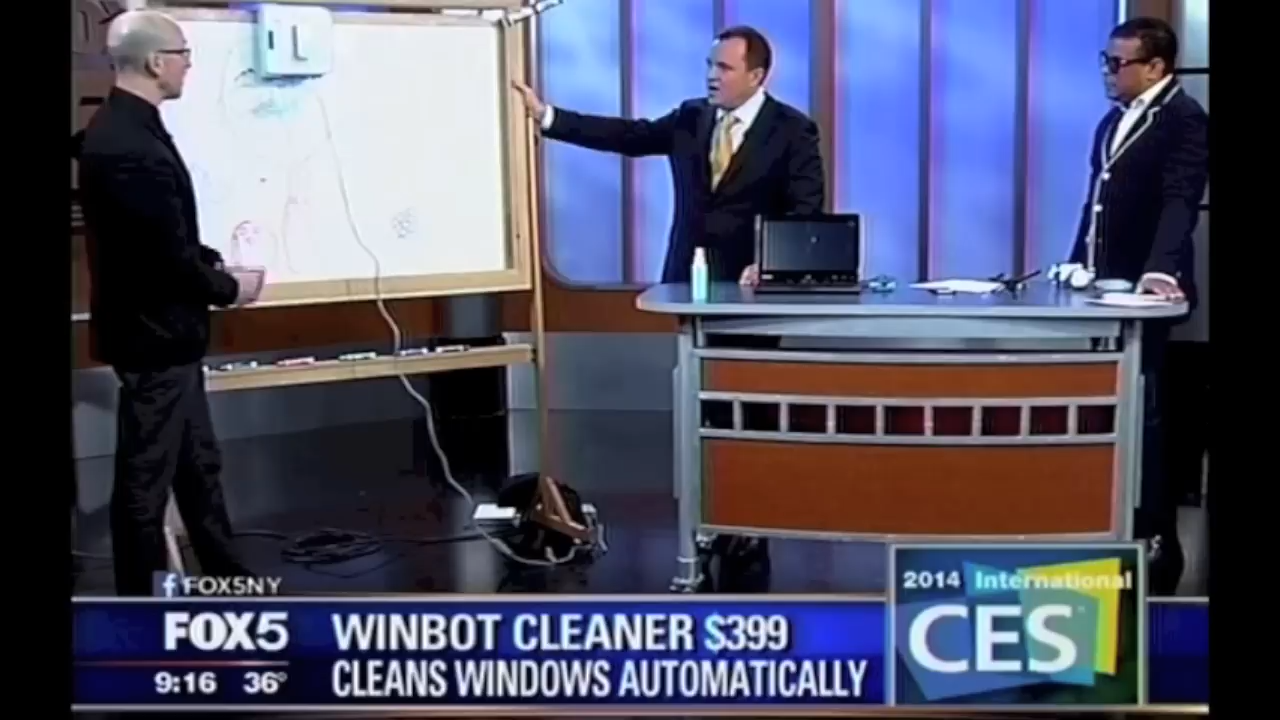 FOX5NY
FOX5
9:16 36°
WINBOT CLEANER $399
CLEANS WINDOWS AUTOMATICALLY
2014 International
CES